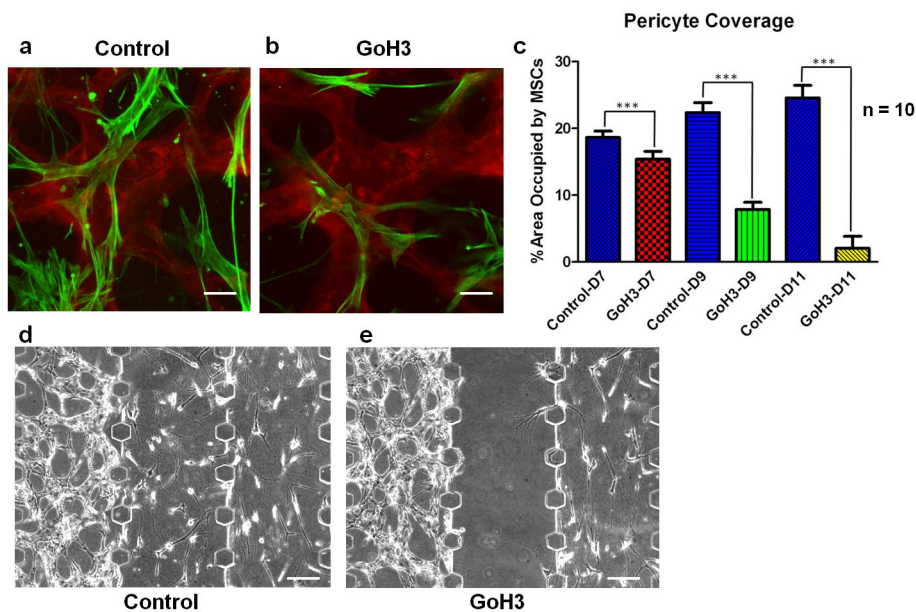 a
Control
b
GoH3
Pericyte Coverage
c
% Area Occupied by MSCs
30
20
10
0
***
***
***
n = 10
Control-D7
GoH3-D7
Control-D9
GoH3-D9
Control-D11
GoH3-D11
d
e
Control
GoH3